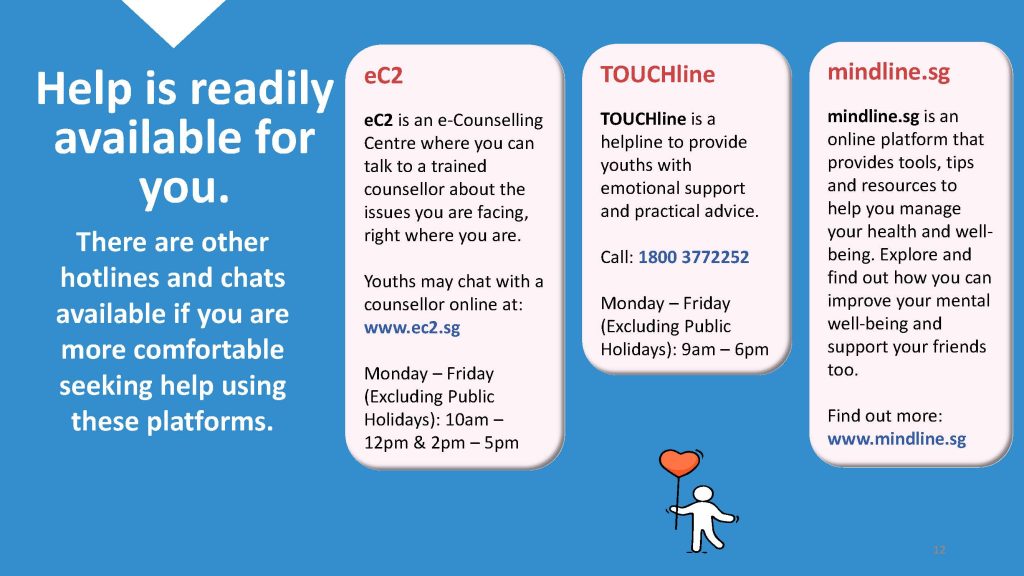 Help is readily
available for
you.
There are other
hotlines and chats
available if you are
more comfortable
seeking help using
these platforms.
eC2
eC2 is an e-Counselling
Centre where you can
talk to a trained
counsellor about the
issues you are facing,
right where you are.
Youths may chat with a
counsellor online at:
www.ec2.sg
Monday – Friday
(Excluding Public
Holidays): 10am –
12pm & 2pm – 5pm
TOUCHline
TOUCHline is a
helpline to provide
youths with
emotional support
and practical advice.
Call: 1800 3772252
Monday – Friday
(Excluding Public
Holidays): 9am – 6pm
mindline.sg
mindline.sg is an
online platform that
provides tools, tips
and resources to
help you manage
your health and well-
being. Explore and
find out how you can
improve your mental
well-being and
support your friends
too.
Find out more:
www.mindline.sg
12